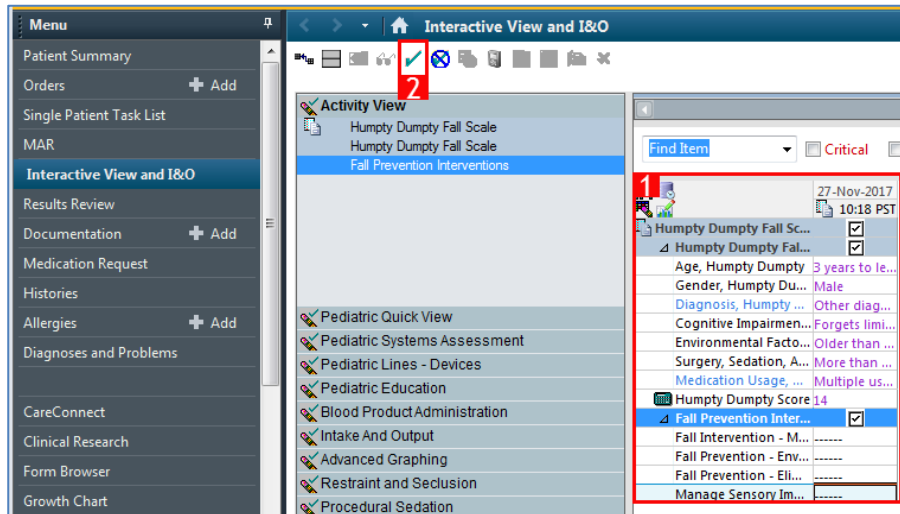 Menu
Patient Summary
Orders + Add
Single Patient Task List
MAR
Interactive View and I&O
Results Review
Documentation + Add
Medication Request
Histories
Allergies + Add
Diagnoses and Problems
CareConnect
Clinical Research
Form Browser
Growth Chart
Interactive View and I&O
2
Activity View
Humpty Dumpty Fall Scale
Humpty Dumpty Fall Scale
Fall Prevention Interventions
Pediatric Quick View
Pediatric Systems Assessment
Pediatric Lines - Devices
Pediatric Education
Blood Product Administration
Intake And Output
Advanced Graphing
Restraint and Seclusion
Procedural Sedation
Find Item Critical
1
27-Nov-2017
10:18 PST
Humpty Dumpty Fall Sc...
Humpty Dumpty Fal...
Age, Humpty Dumpty 3 years to le...
Gender, Humpty Du... Male
Diagnosis, Humpty ... Other diag...
Cognitive Impairmen... Forgets limi...
Environmental Facto... Older than ...
Surgery, Sedation, A... More than ...
Medication Usage, ... Multiple us...
Humpty Dumpty Score 14
Fall Prevention Inter...
Fall Intervention - M... ------
Fall Prevention - Env... ------
Fall Prevention - Eli... ------
Manage Sensory Im... ------